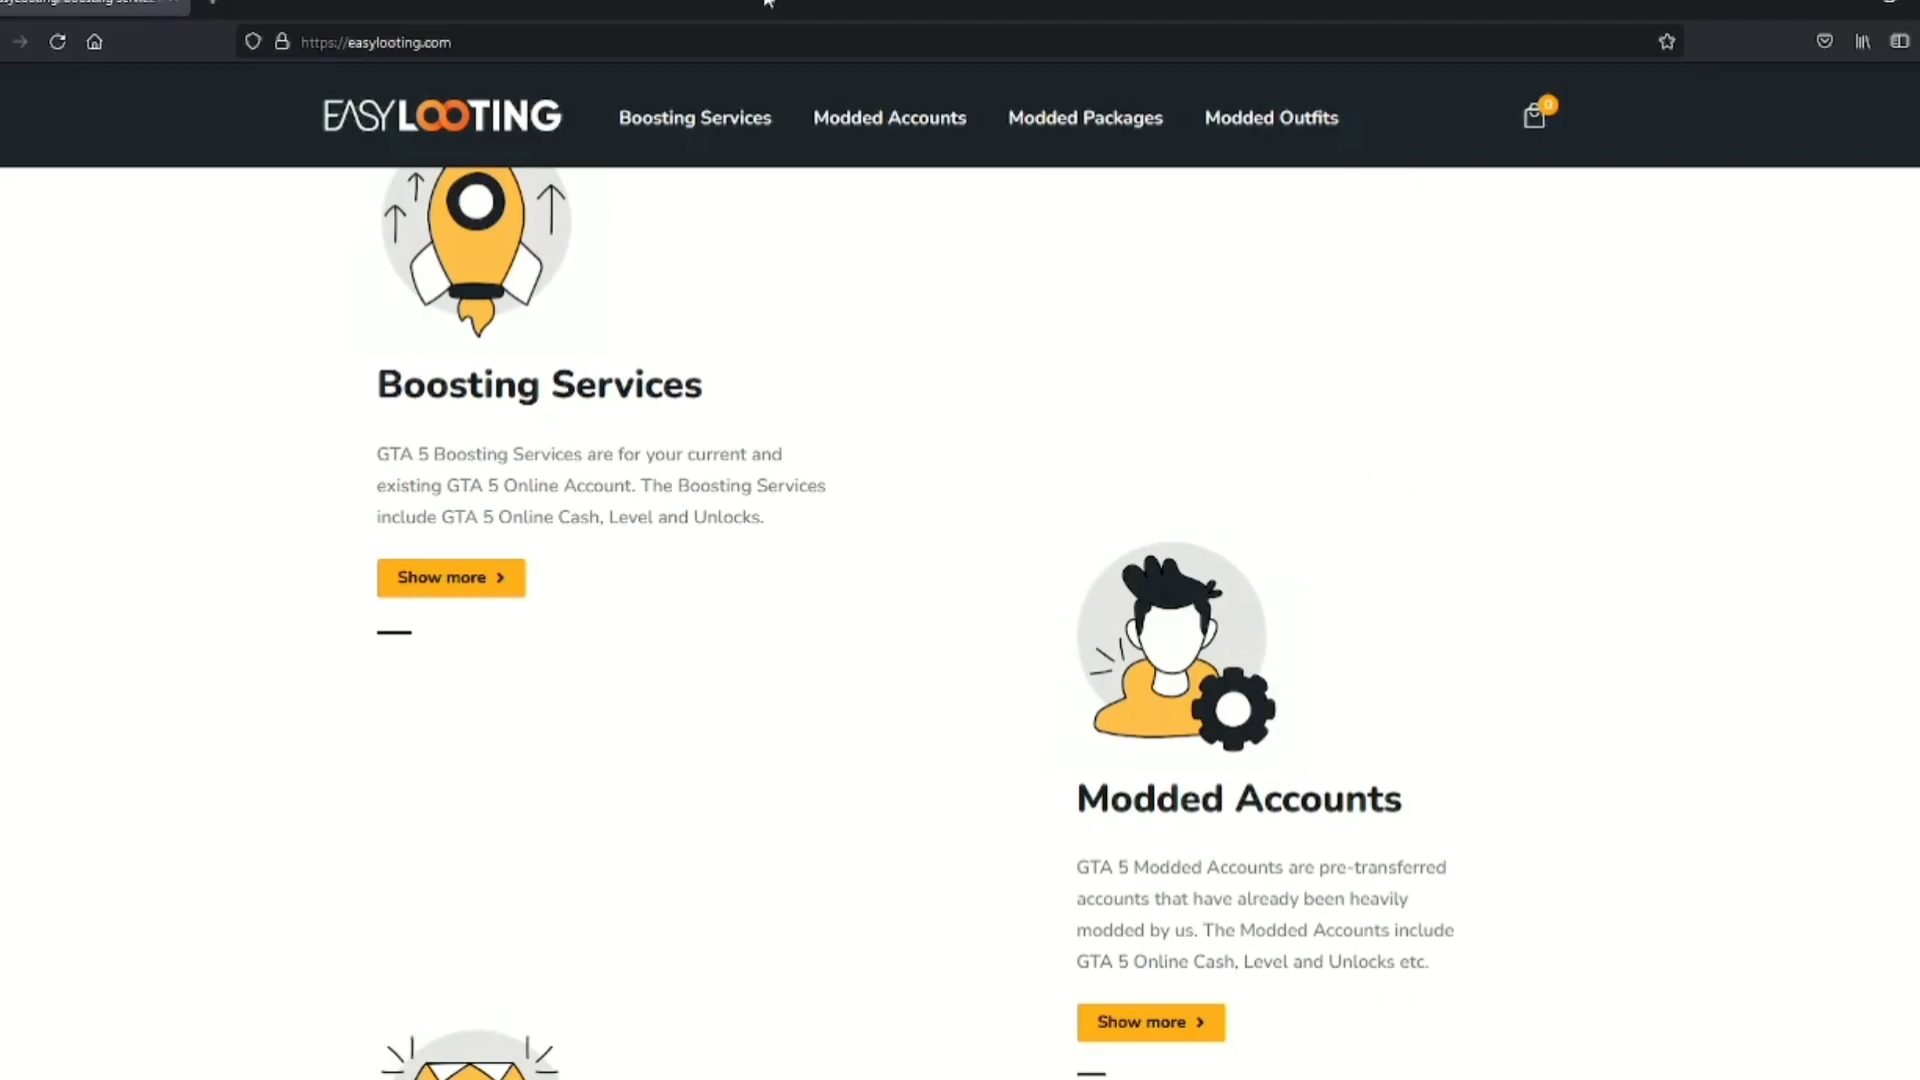 https://easylooting.com
EASYLOOTING
Boosting Services
Modded Accounts
Modded Packages
Modded Outfits
0
Boosting Services
GTA 5 Boosting Services are for your current and
existing GTA 5 Online Account. The Boosting Services
include GTA 5 Online Cash, Level and Unlocks.
Show more
Modded Accounts
GTA 5 Modded Accounts are pre-transferred
accounts that have already been heavily
modded by us. The Modded Accounts include
GTA 5 Online Cash, Level and Unlocks etc.
Show more